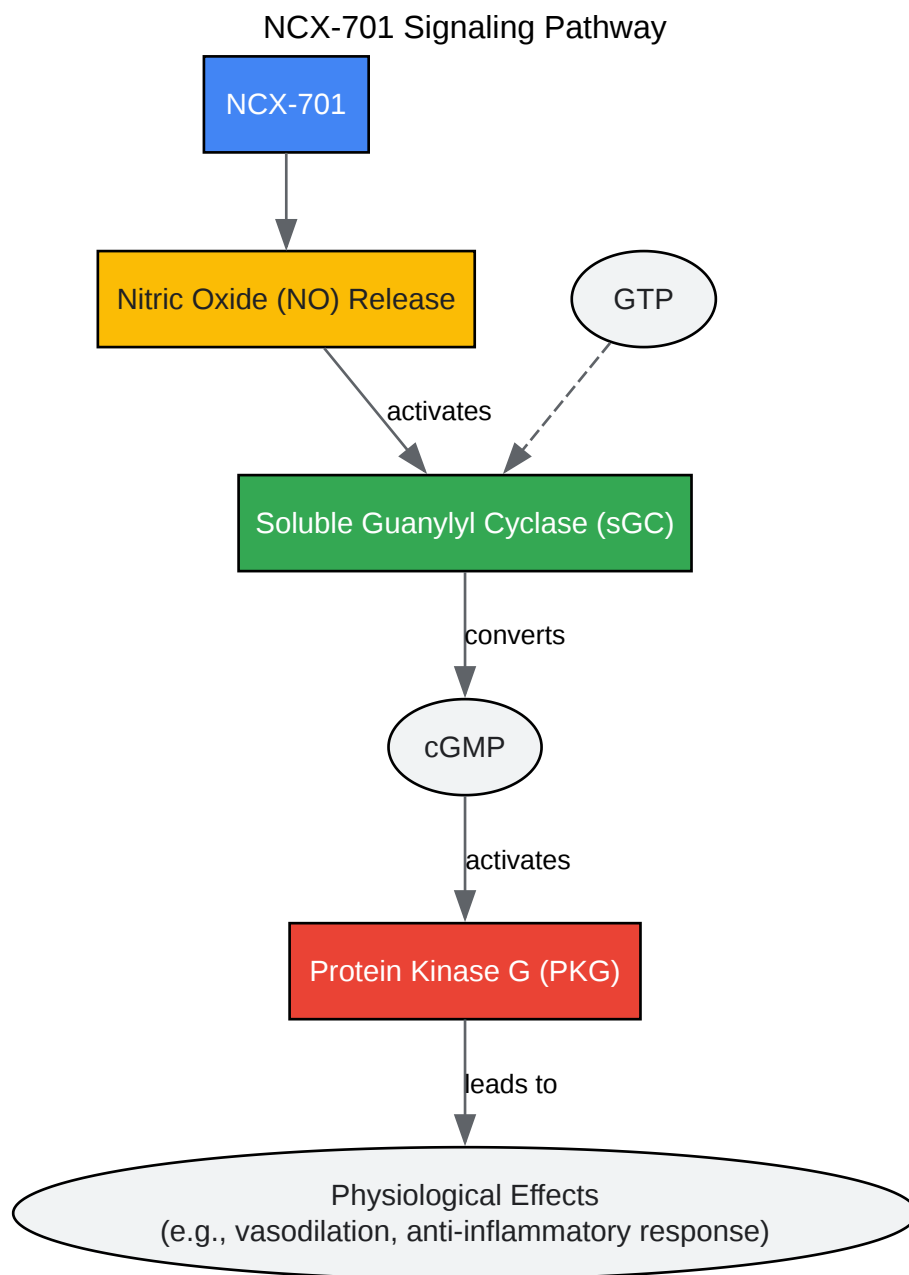 NCX-701 Signaling Pathway
NCX-701
Nitric Oxide (NO) Release
GTP
activates
Soluble Guanylyl Cyclase (sGC)
converts
cGMP
activates
Protein Kinase G (PKG)
leads to
Physiological Effects
(e.g., vasodilation, anti-inflammatory response)